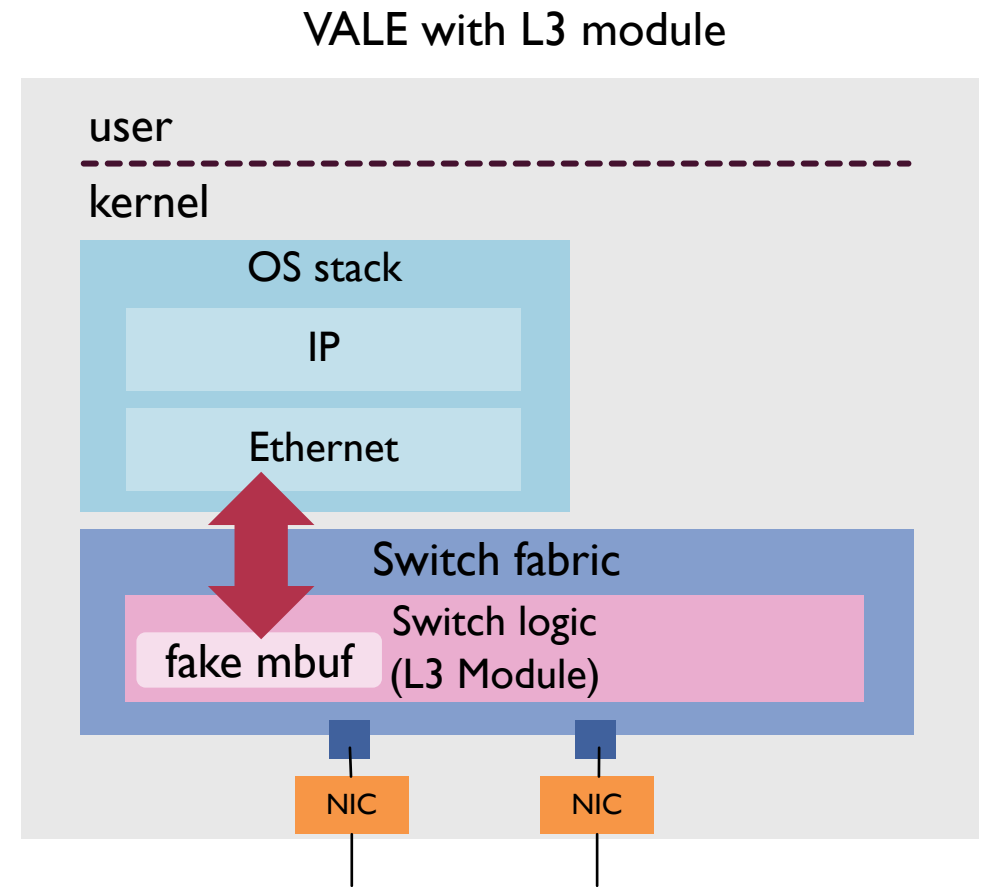 VALE with L3 module
user
kernel
OS stack
IP
Ethernet
Switch fabric
Switch logic
(L3 Module)
fake mbuf
NIC
NIC